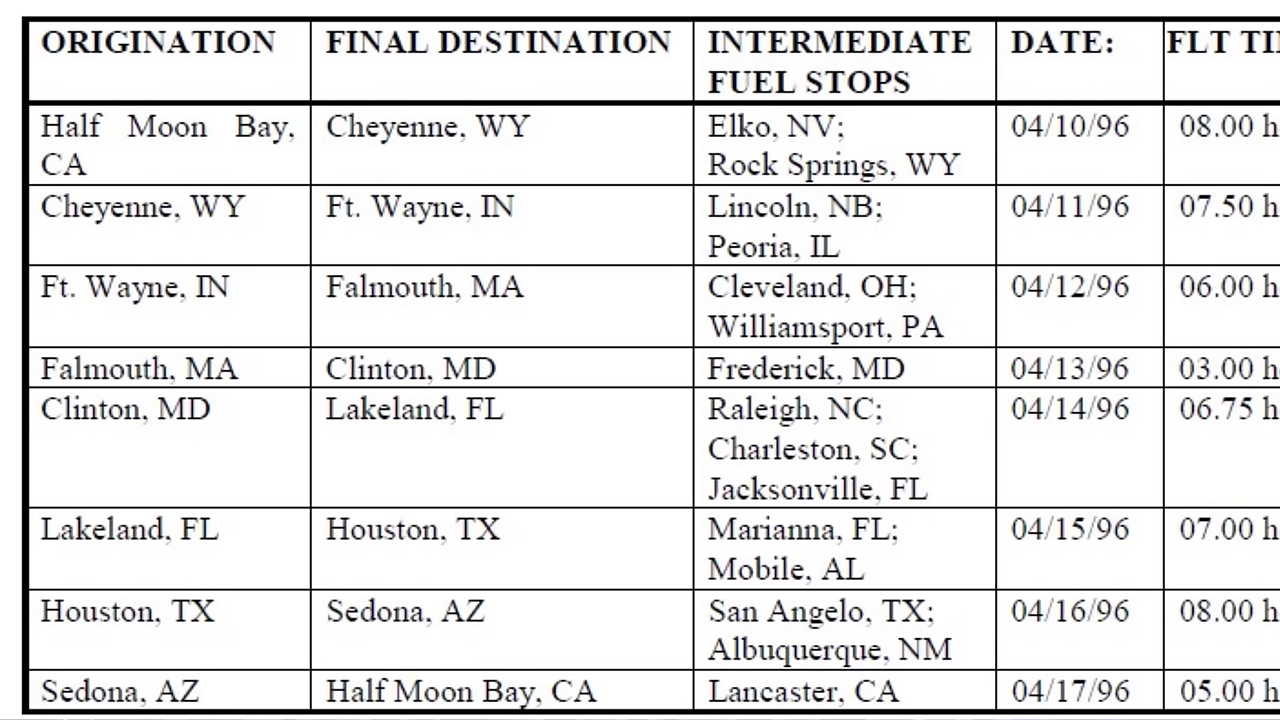 ORIGINATION FINAL DESTINATION INTERMEDIATE DATE: FLT TI
FUEL STOPS
Half Moon Bay, Cheyenne, WY Elko, NV; 04/10/96 08.00 h
CA Rock Springs, WY
Cheyenne, WY Ft. Wayne, IN Lincoln, NB; 04/11/96 07.50 h
Peoria, IL
Ft. Wayne, IN Falmouth, MA Cleveland, OH; 04/12/96 06.00 h
Williamsport, PA
Falmouth, MA Clinton, MD Frederick, MD 04/13/96 03.00 h
Clinton, MD Lakeland, FL Raleigh, NC; 04/14/96 06.75 h
Charleston, SC;
Jacksonville, FL
Lakeland, FL Houston, TX Marianna, FL; 04/15/96 07.00 h
Mobile, AL
Houston, TX Sedona, AZ San Angelo, TX; 04/16/96 08.00 h
Albuquerque, NM
Sedona, AZ Half Moon Bay, CA Lancaster, CA 04/17/96 05.00 h